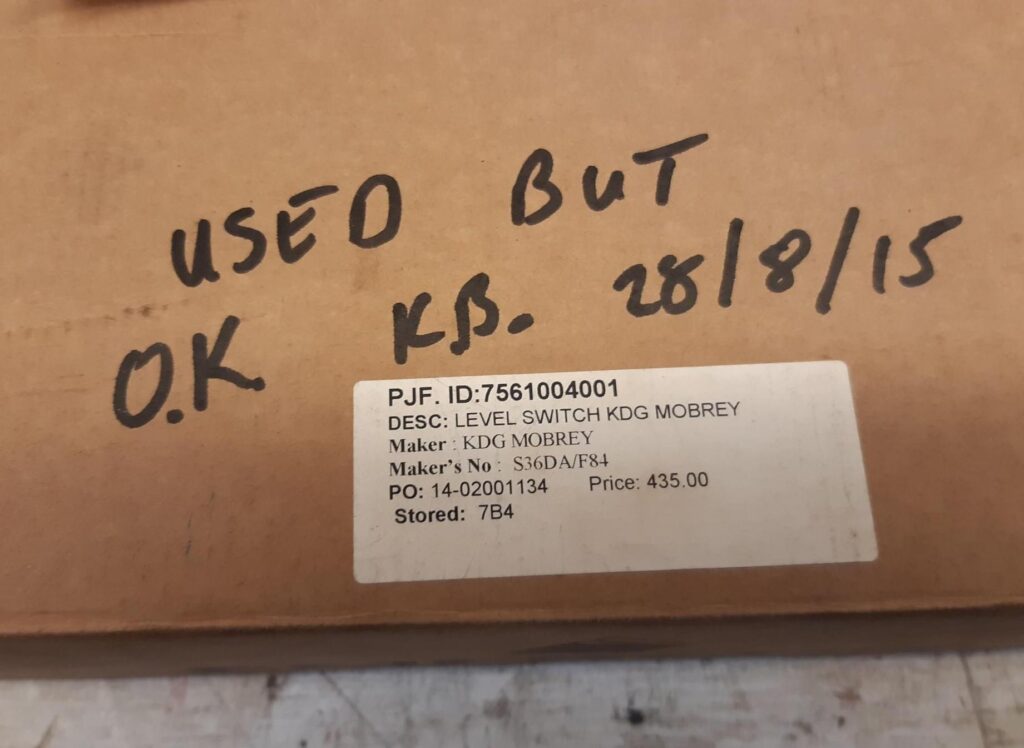 USED BUT
O.K KB. 28/8/15
PJF. ID:7561004001
DESC: LEVEL SWITCH KDG MOBREY
Maker : KDG MOBREY
Maker's No : S36DA/F84
PO: 14-02001134 Price: 435.00
Stored: 7B4